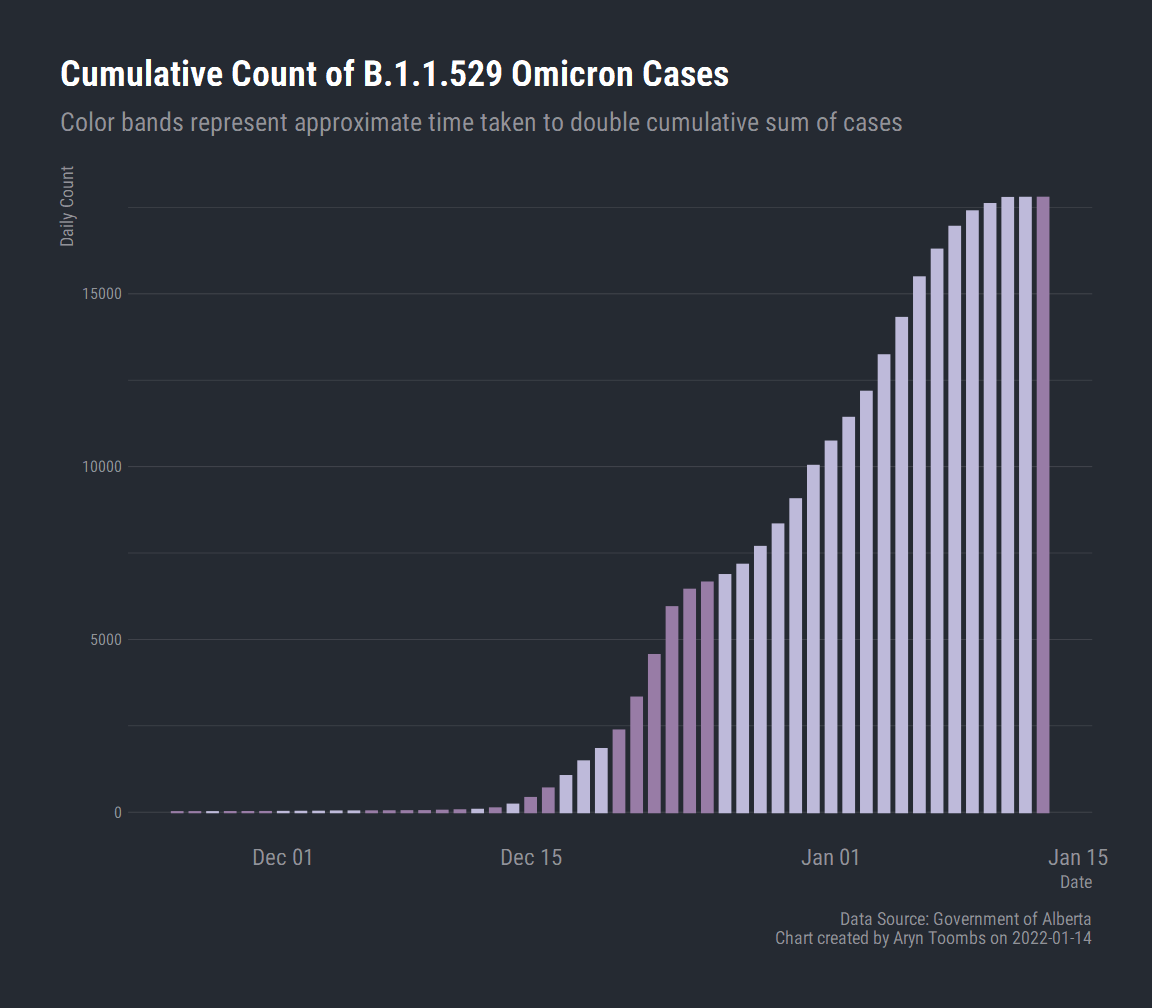 Cumulative Count of B.1.1.529 Omicron Cases
Color bands represent approximate time taken to double cumulative sum of cases
Daily Count
15000
10000
5000
0
Dec 01
Dec 15
Jan 01
Jan 15
Date
Data Source: Government of Alberta
Chart created by Aryn Toombs on 2022-01-14